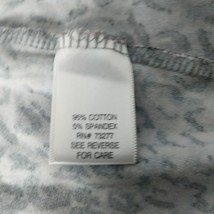 95% COTTON
5% SPANDEX
RN# 73277
SEE REVERSE
FOR CARE